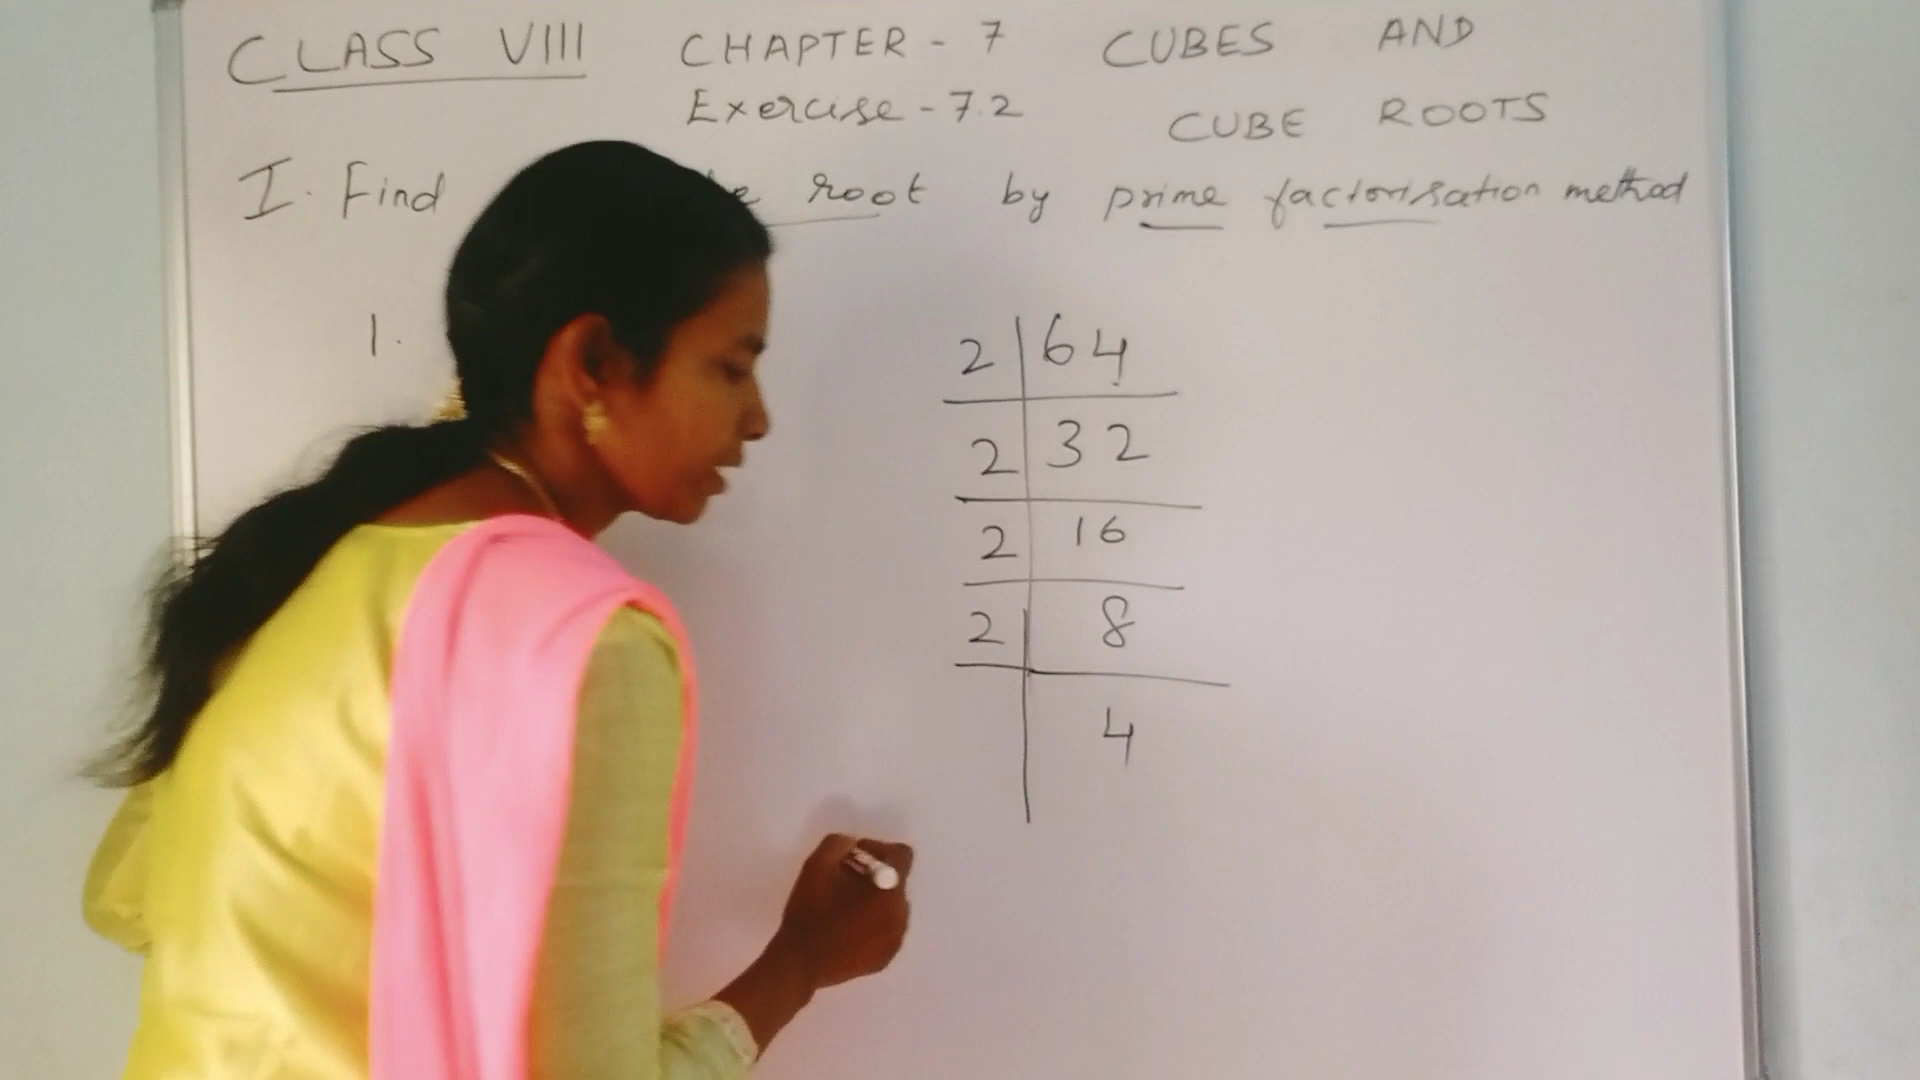 CLASS VIII CHAPTER - 7 CUBES AND
Exercise - 7.2 CUBE ROOTS
I. Find root by prime factorisation method
1.
2 64
2 32
2 16
2 8
4